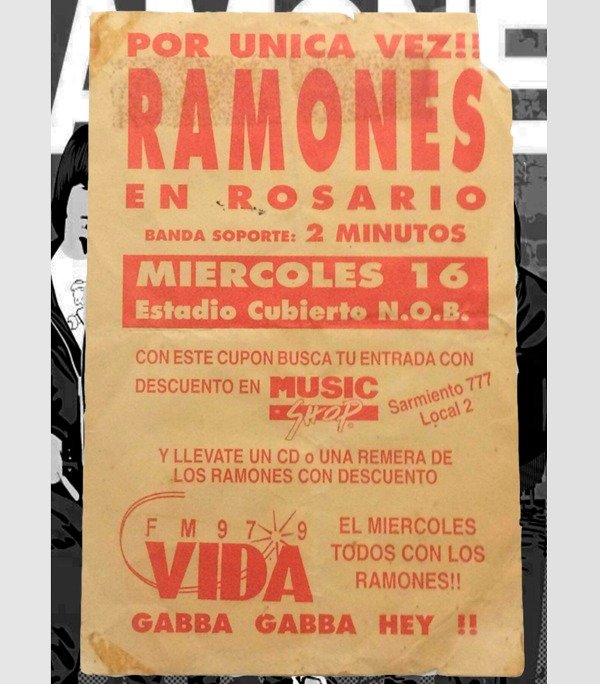 AMONE
POR UNICA VEZ!!
RAMONES
EN ROSARIO
BANDA SOPORTE: 2 MINUTOS
MIERCOLES 16
Estadio Cubierto N.O.B.
CON ESTE CUPON BUSCA TU ENTRADA CON
DESCUENTO EN MUSIC SHOP Sarmiento 777
Local 2
Y LLEVATE UN CD o UNA REMERA DE
LOS RAMONES CON DESCUENTO
FM 97.9
VIDA
EL MIERCOLES
TODOS CON LOS
RAMONES!!
GABBA GABBA HEY !!